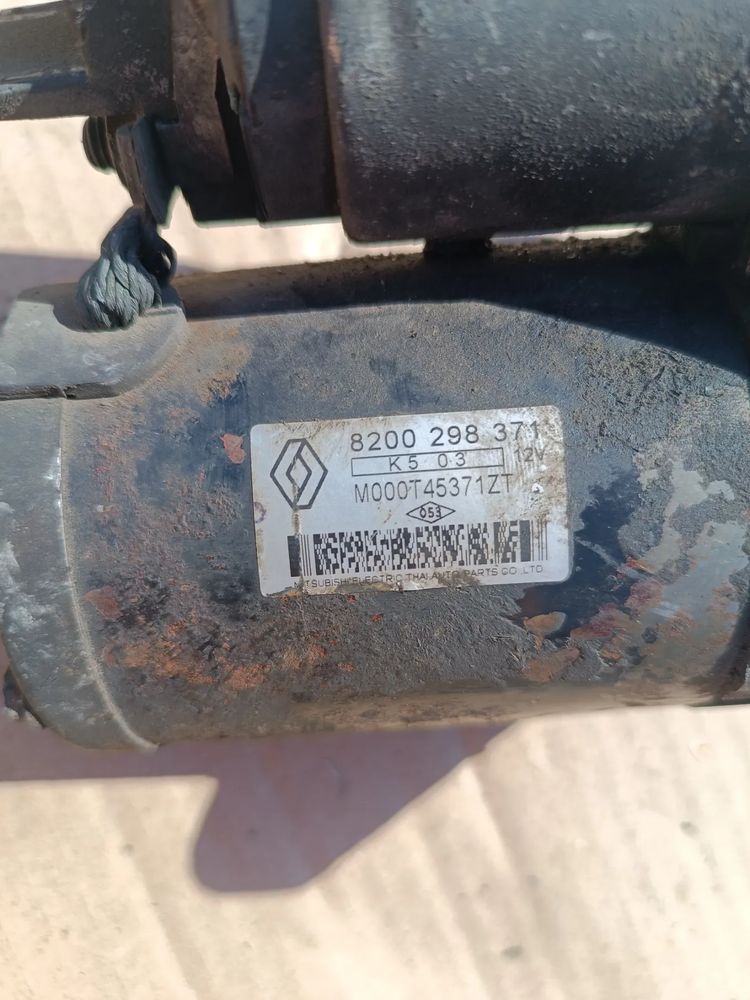 8200 298 371
K5 03 12V
M000T45371ZT
053
MITSUBISHI ELECTRIC THAI AUTO PARTS CO.,LTD